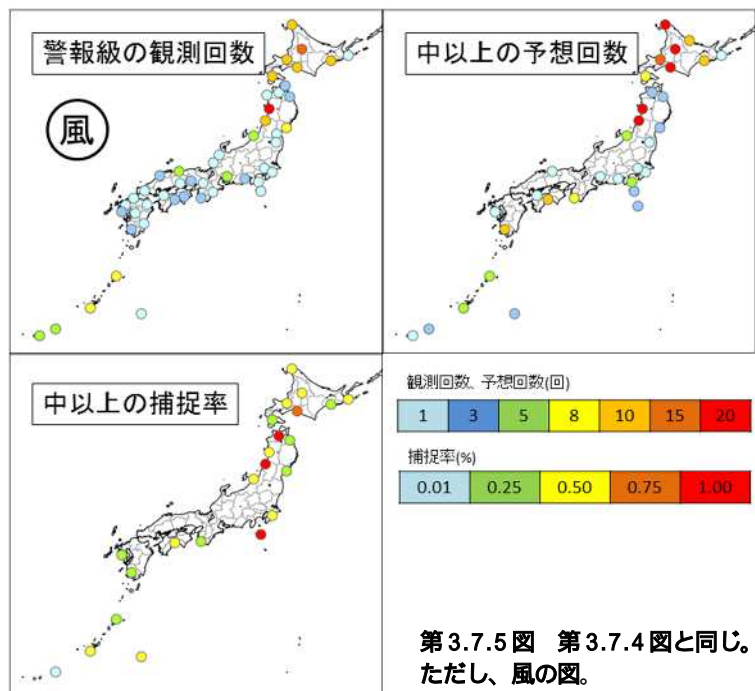 警報級の観測回数
風
中以上の予想回数
中以上の捕捉率
観測回数、予想回数(回)
1 3 5 8 10 15 20
捕捉率(%)
0.01 0.25 0.50 0.75 1.00
第3.7.5図 第3.7.4図と同じ。
ただし、風の図。